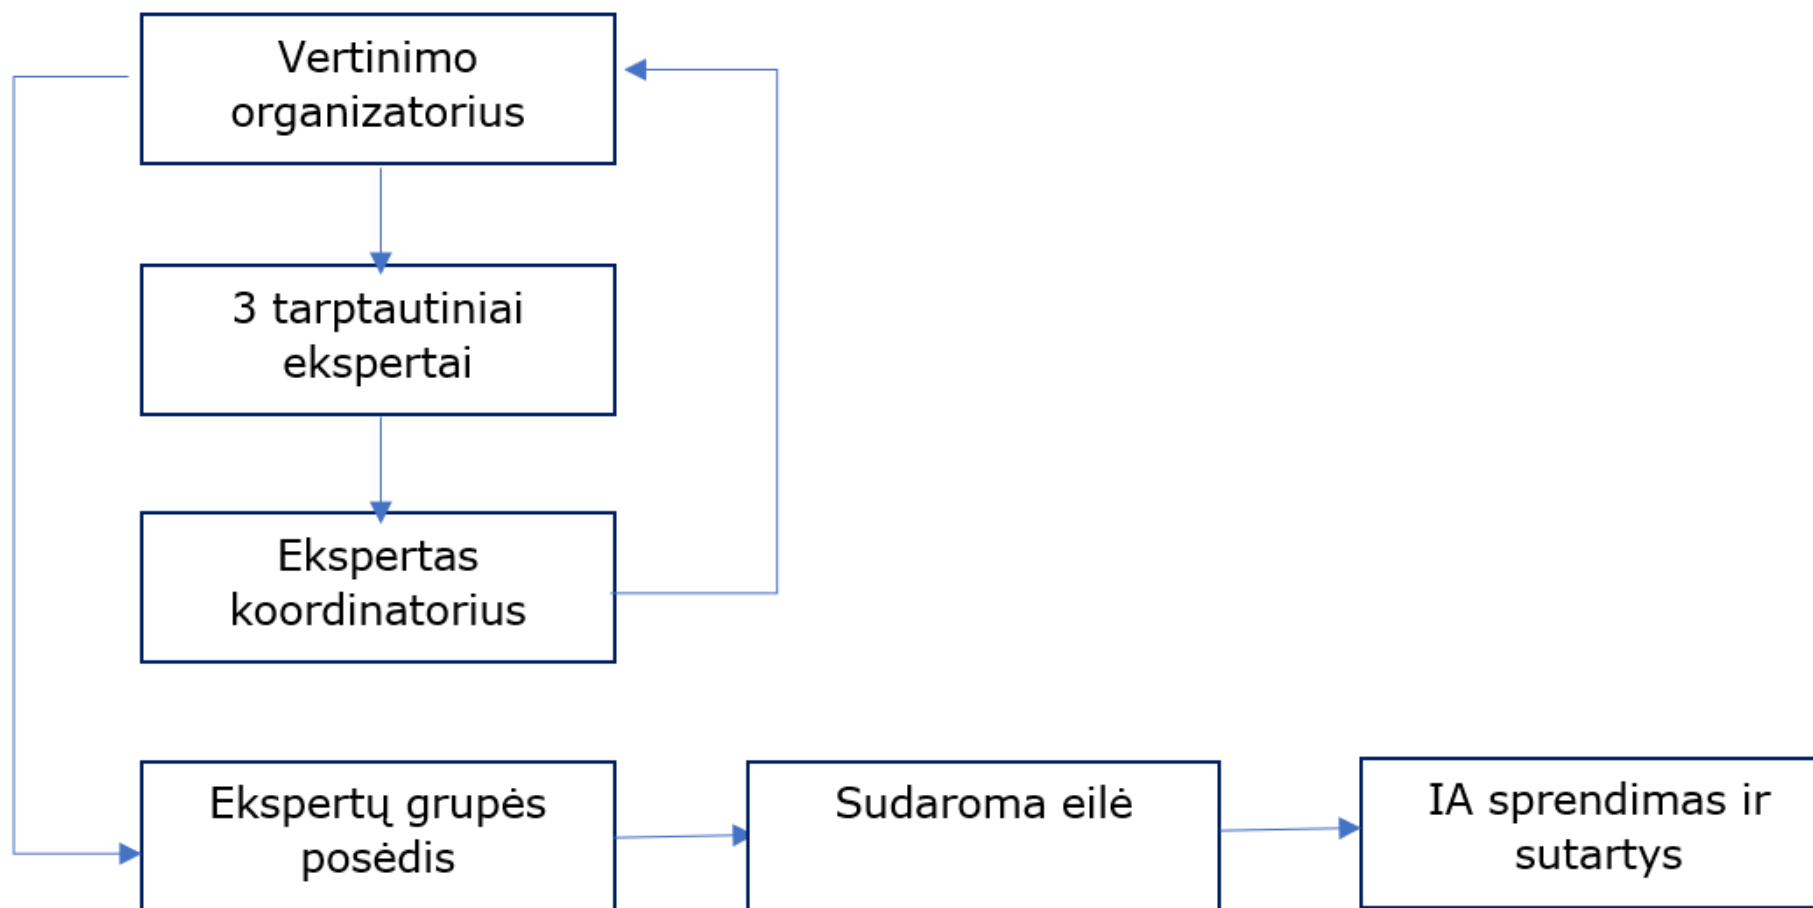 Vertinimo
organizatorius
3 tarptautiniai
ekspertai
Ekspertas
koordinatorius
Ekspertų grupės
posėdis
Sudaroma eilė
IA sprendimas ir
sutartys